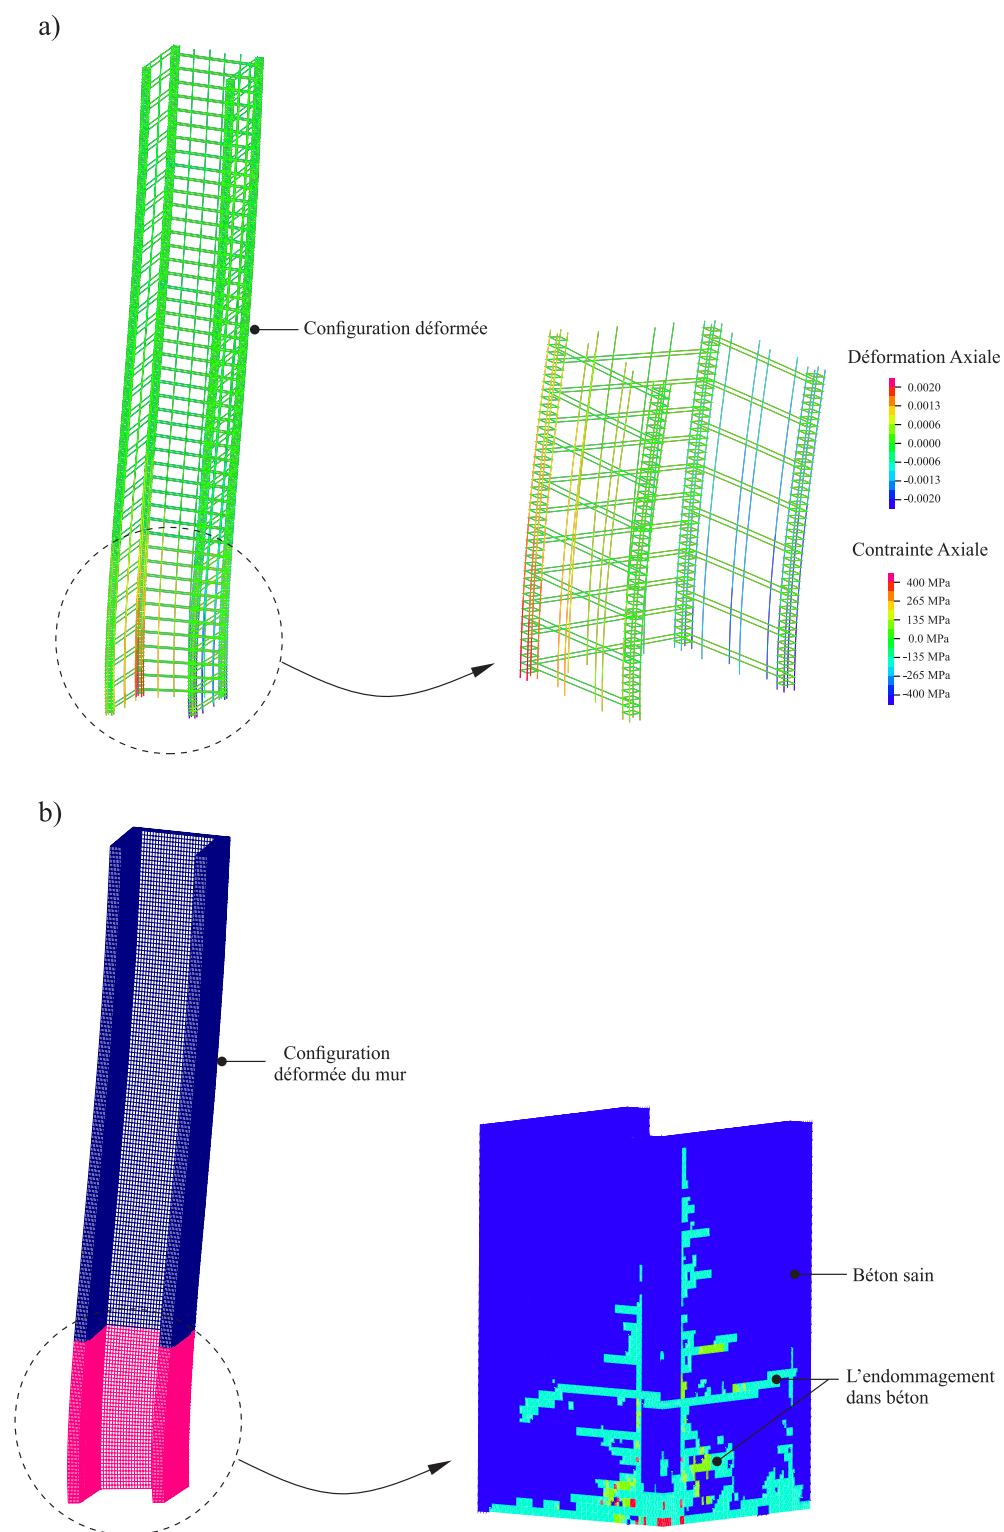 a)
Configuration déformée
Déformation Axiale
0.0020
0.0013
0.0006
0.0000
-0.0006
-0.0013
-0.0020
Contrainte Axiale
400 MPa
265 MPa
135 MPa
0.0 MPa
-135 MPa
-265 MPa
-400 MPa
b)
Configuration
déformée du mur
Béton sain
L'endommagement
dans béton